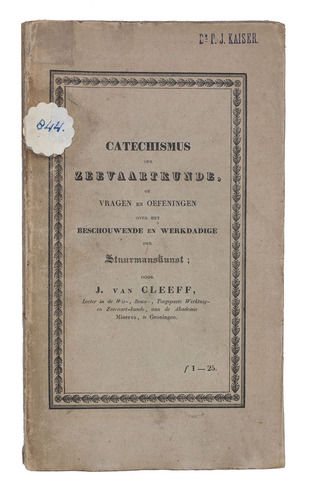 Dr. P. J. KAISER.
844.
CATECHISMUS
DER
ZEEVAARTKUNDE,
OF
VRAGEN EN OEFENINGEN
OVER HET
BESCHOUWENDE EN WERKDADIGE
DER
Stuurmanskunst;
DOOR
J. VAN CLEEFF,
Lector in de Wis-, Bouw-, Toegepaste Werktuig-
en Zeevaart-kunde, aan de Akademie
Minerva, te Groningen.
f 1—25.